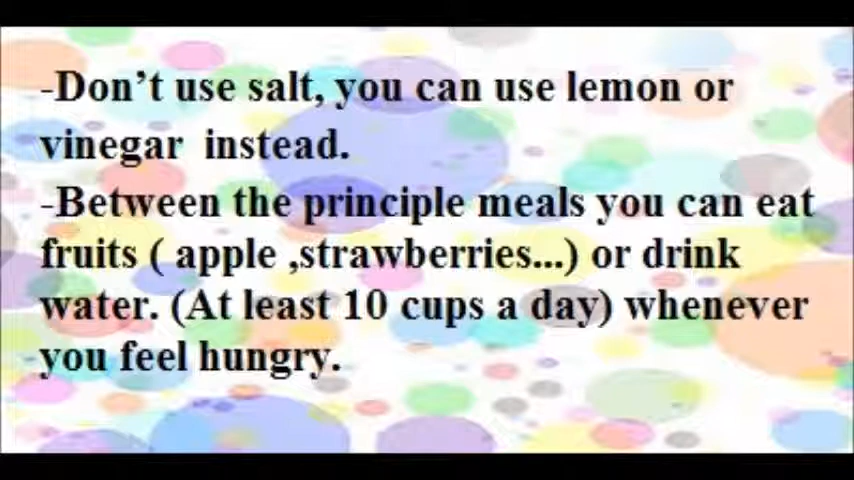 -Don’t use salt, you can use lemon or
vinegar  instead.
-Between the principle meals you can eat
fruits ( apple ,strawberries...) or drink
water. (At least 10 cups a day) whenever
you feel hungry.